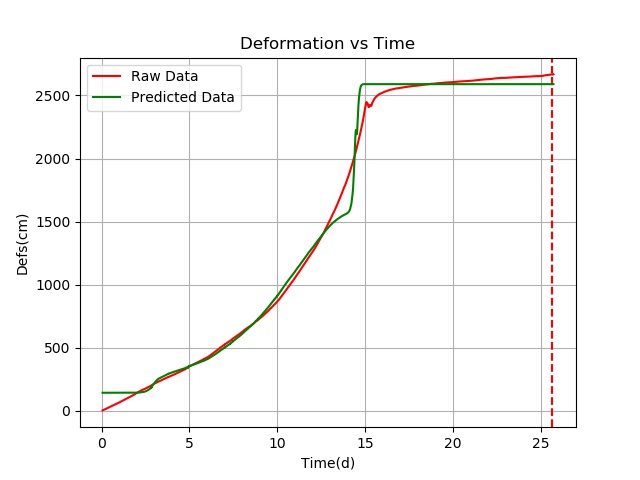 Deformation vs Time
Raw Data
Predicted Data
Defs(cm)
2500
2000
1500
1000
500
0
0 5 10 15 20 25
Time(d)